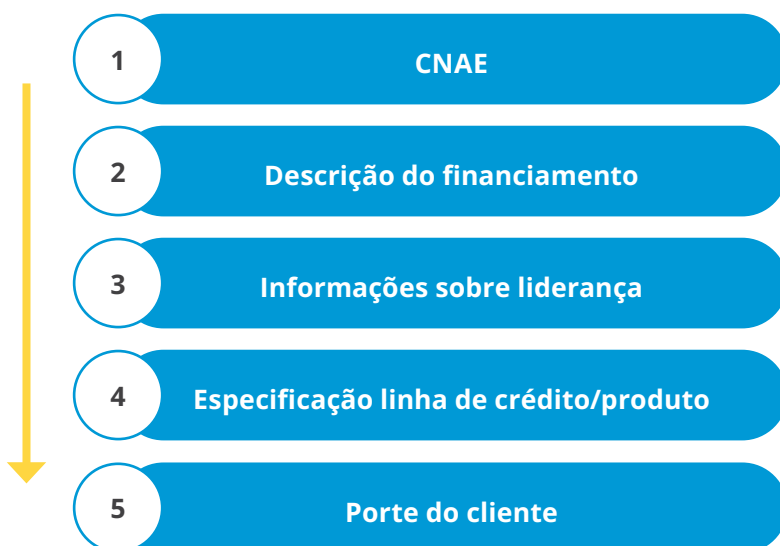 1
CNAE
2
Descrição do financiamento
3
Informações sobre liderança
4
Especificação linha de crédito/produto
5
Porte do cliente